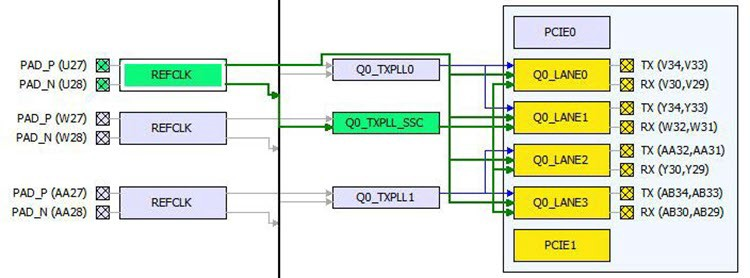 PCIE0
PAD_P (U27)
REFCLK
Q0_TXPLL0
Q0_LANE0
TX (V34,V33)
PAD_N (U28)
RX (V30,V29)
PAD_P (W27)
REFCLK
Q0_TXPLL_SSC
Q0_LANE1
TX (Y34,Y33)
PAD_N (W28)
RX (W32,W31)
Q0_LANE2
TX (AA32,AA31)
RX (Y30,Y29)
PAD_P (AA27)
REFCLK
Q0_TXPLL1
Q0_LANE3
TX (AB34,AB33)
PAD_N (AA28)
RX (AB30,AB29)
PCIE1